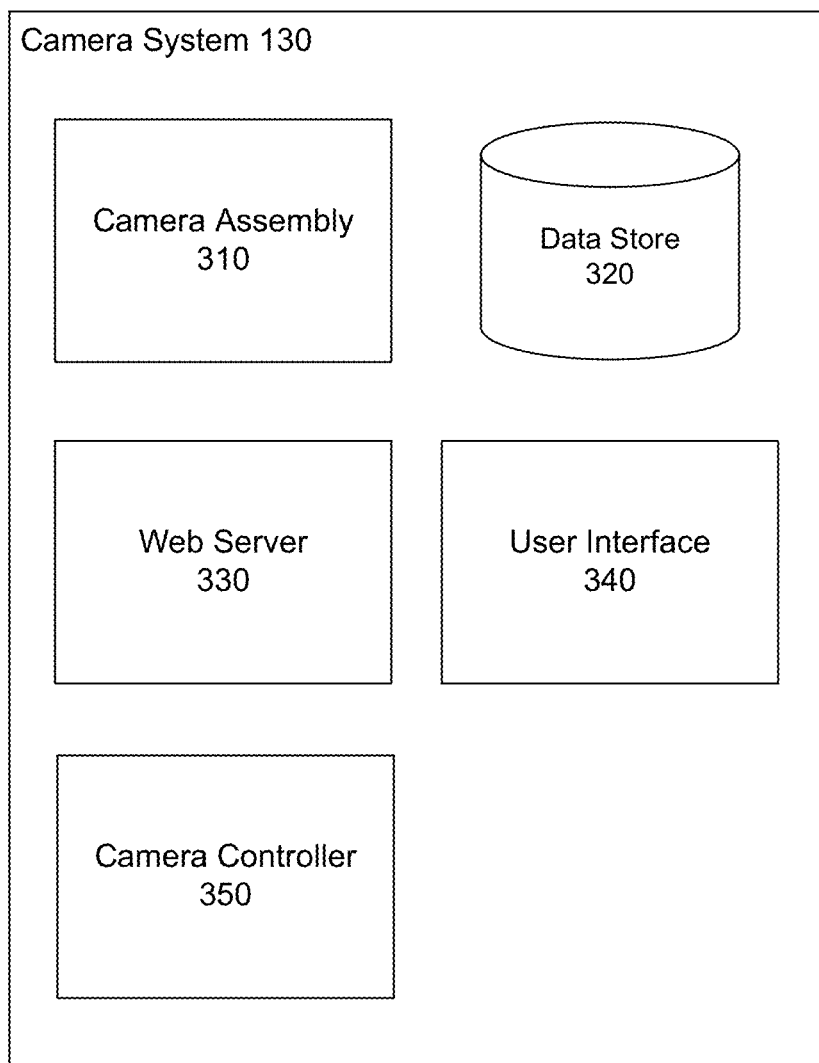 Camera System 130
Camera Assembly
310
Data Store
320
Web Server
330
User Interface
340
Camera Controller
350